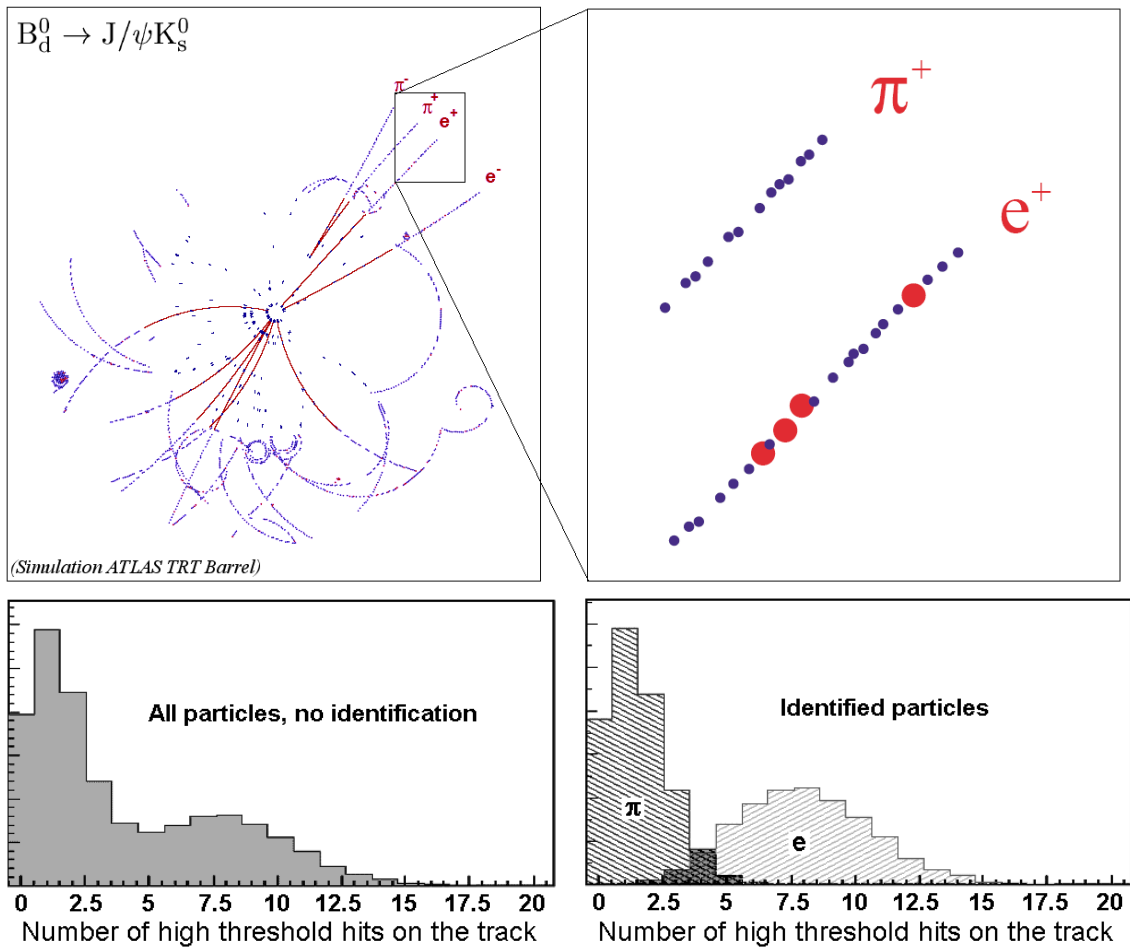 B⁰_d → J/ψK⁰_s
π⁻
π⁺
e⁺
e⁻
(Simulation ATLAS TRT Barrel)
π⁺
e⁺
All particles, no identification
0 2.5 5 7.5 10 12.5 15 17.5 20
Number of high threshold hits on the track
Identified particles
π
e
0 2.5 5 7.5 10 12.5 15 17.5 20
Number of high threshold hits on the track